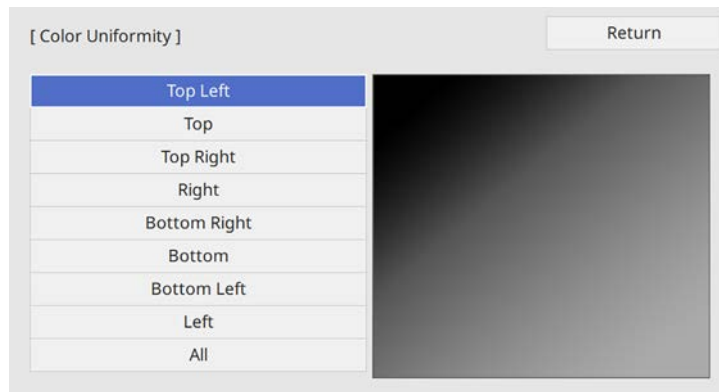 [ Color Uniformity ]
Return
Top Left
Top
Top Right
Right
Bottom Right
Bottom
Bottom Left
Left
All